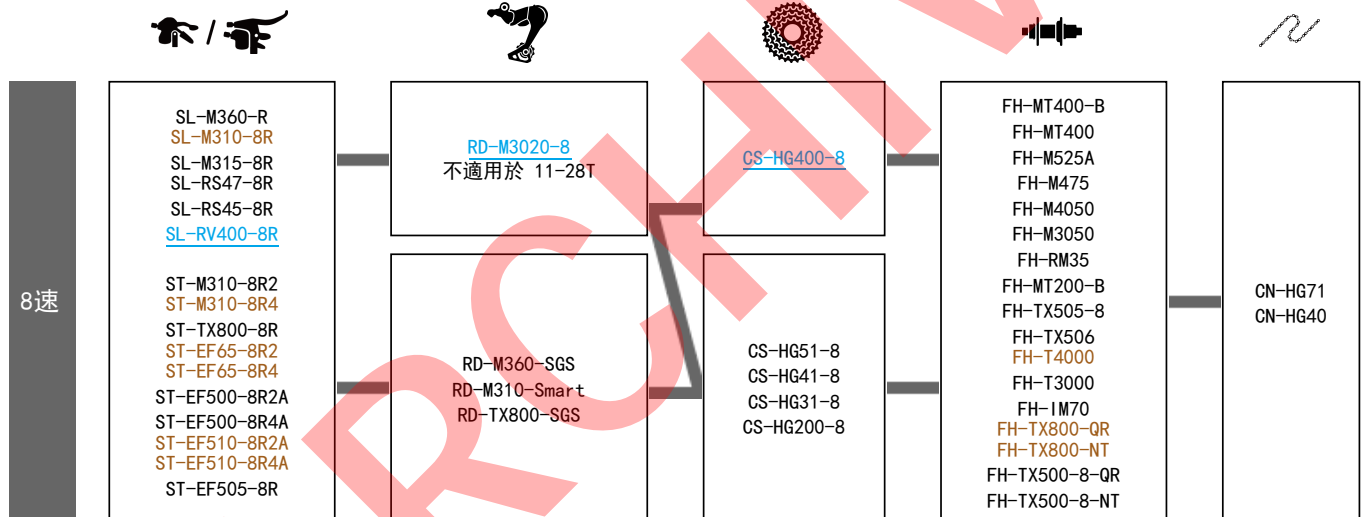 8速
SL-M360-R
SL-M310-8R
SL-M315-8R
SL-RS47-8R
SL-RS45-8R
SL-RV400-8R
ST-M310-8R2
ST-M310-8R4
ST-TX800-8R
ST-EF65-8R2
ST-EF65-8R4
ST-EF500-8R2A
ST-EF500-8R4A
ST-EF510-8R2A
ST-EF510-8R4A
ST-EF505-8R
RD-M3020-8
不適用於 11-28T
RD-M360-SGS
RD-M310-Smart
RD-TX800-SGS
CS-HG400-8
CS-HG51-8
CS-HG41-8
CS-HG31-8
CS-HG200-8
FH-MT400-B
FH-MT400
FH-M525A
FH-M475
FH-M4050
FH-M3050
FH-RM35
FH-MT200-B
FH-TX505-8
FH-TX506
FH-T4000
FH-T3000
FH-IM70
FH-TX800-QR
FH-TX800-NT
FH-TX500-8-QR
FH-TX500-8-NT
CN-HG71
CN-HG40
RCHIV